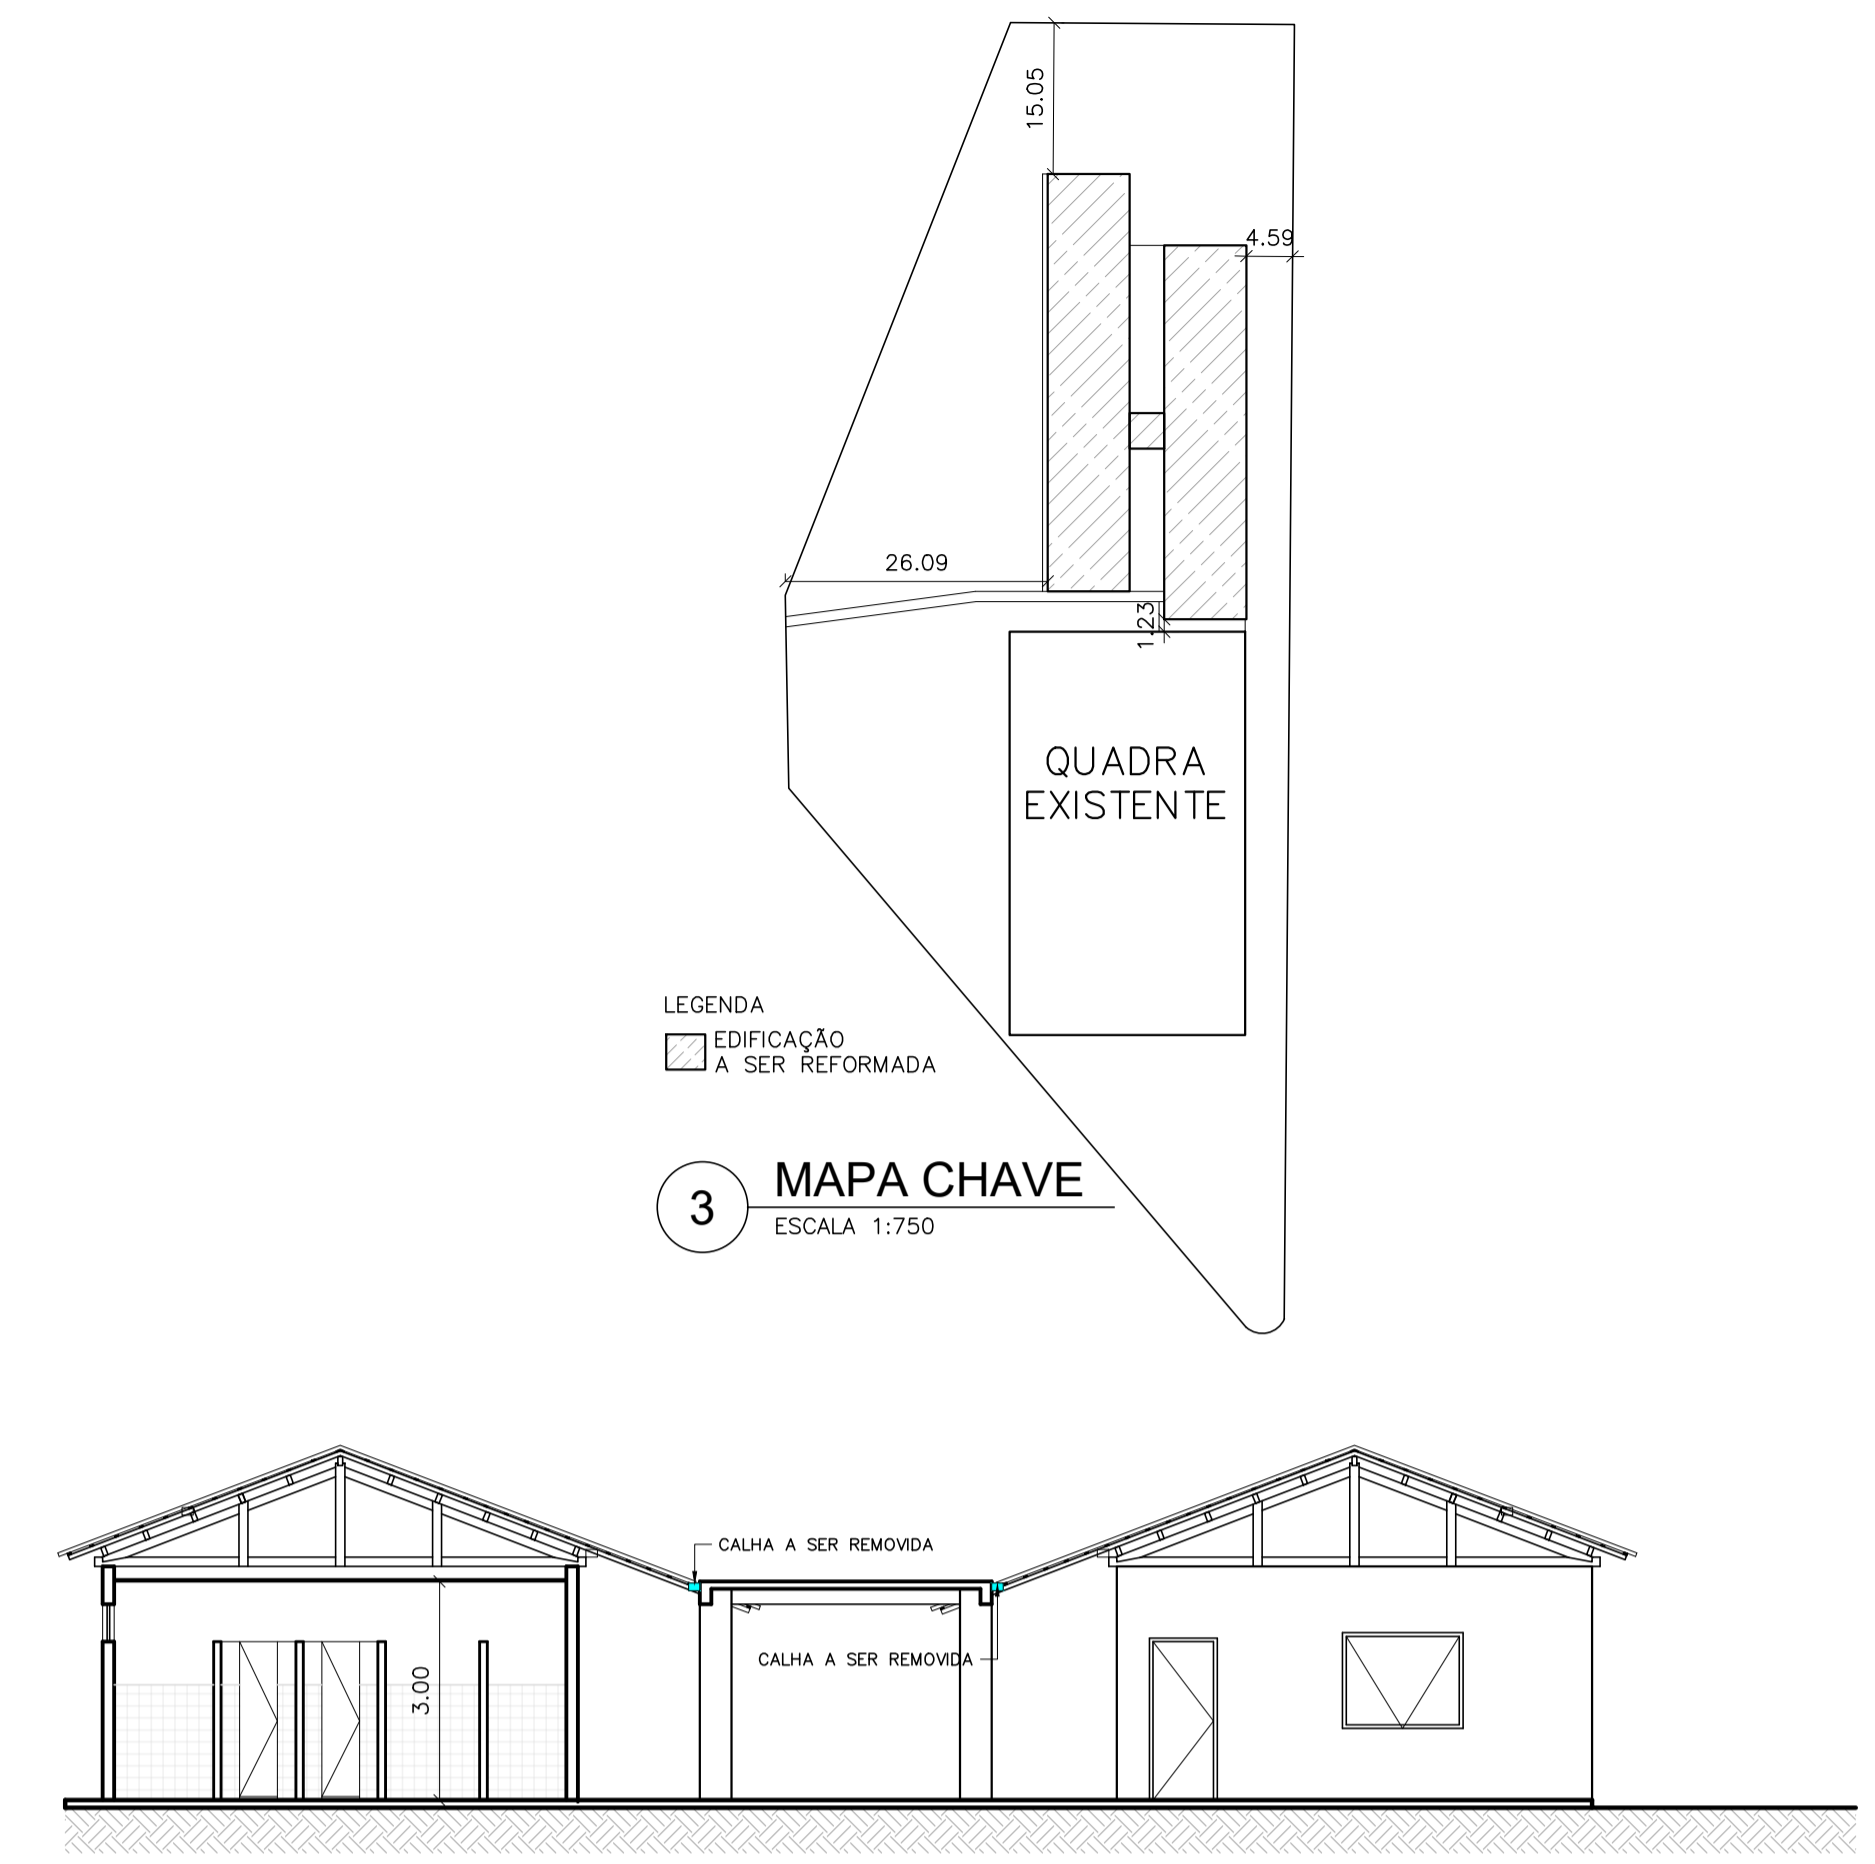 15.05
4.59
26.09
1.23
QUADRA
EXISTENTE
LEGENDA
EDIFICAÇÃO
A SER REFORMADA
3
MAPA CHAVE
ESCALA 1:750
CALHA A SER REMOVIDA
CALHA A SER REMOVIDA
3.00